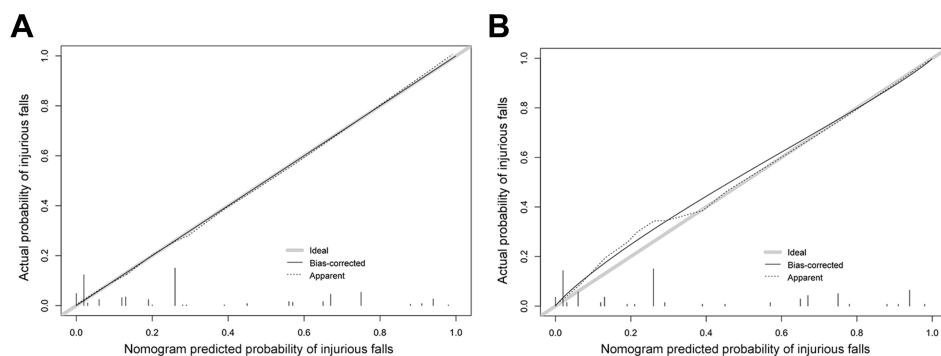 A
Actual probability of injurious falls
1.0
0.8
0.6
0.4
0.2
0.0
Ideal
Bias-corrected
Apparent
0.0 0.2 0.4 0.6 0.8 1.0
Nomogram predicted probability of injurious falls
B
Actual probability of injurious falls
1.0
0.8
0.6
0.4
0.2
0.0
Ideal
Bias-corrected
Apparent
0.0 0.2 0.4 0.6 0.8 1.0
Nomogram predicted probability of injurious falls